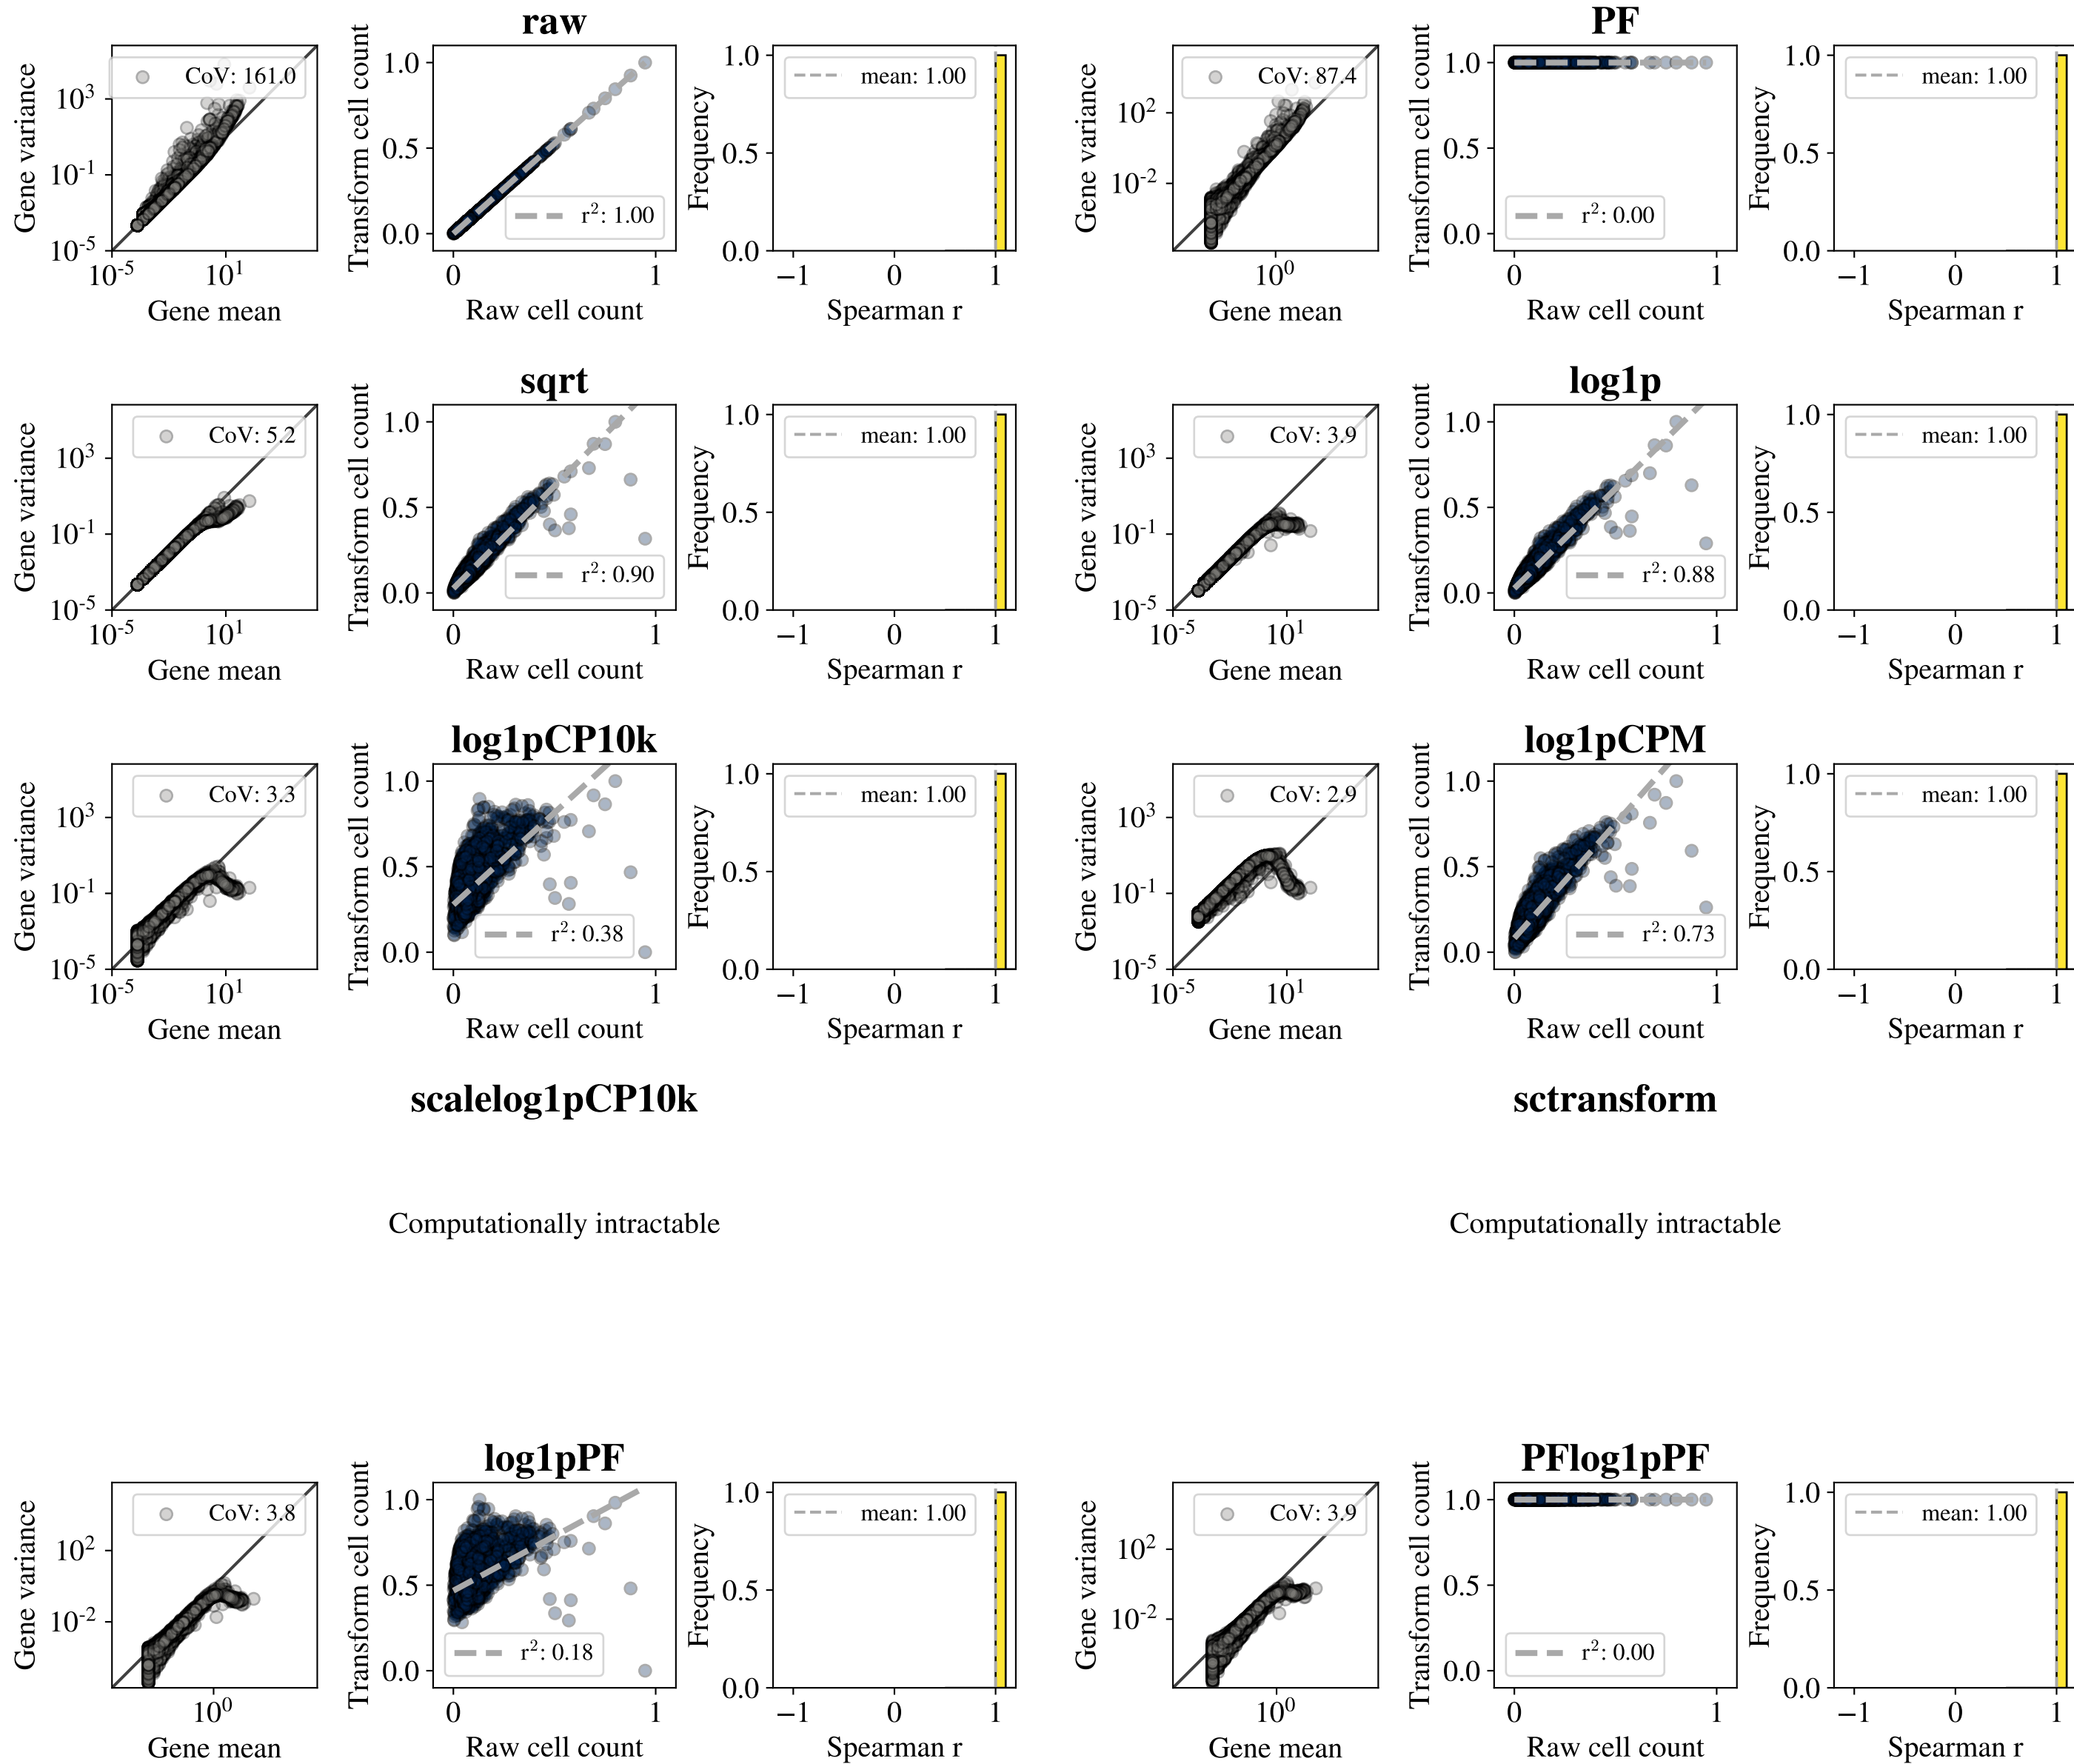 raw
Gene variance
10^3
10^-1
10^-5
CoV: 161.0
10^-5
10^1
Gene mean
Transform cell count
1.0
0.5
0.0
r^2: 1.00
0
1
Raw cell count
Frequency
1.0
0.5
0.0
mean: 1.00
−1
0
1
Spearman r
PF
Gene variance
10^2
10^-2
CoV: 87.4
10^0
Gene mean
Transform cell count
1.0
0.5
0.0
r^2: 0.00
0
1
Raw cell count
Frequency
1.0
0.5
0.0
mean: 1.00
−1
0
1
Spearman r
sqrt
Gene variance
10^3
10^-1
10^-5
CoV: 5.2
10^-5
10^1
Gene mean
Transform cell count
1.0
0.5
0.0
r^2: 0.90
0
1
Raw cell count
Frequency
1.0
0.5
0.0
mean: 1.00
−1
0
1
Spearman r
log1p
Gene variance
10^3
10^-1
10^-5
CoV: 3.9
10^-5
10^1
Gene mean
Transform cell count
1.0
0.5
0.0
r^2: 0.88
0
1
Raw cell count
Frequency
1.0
0.5
0.0
mean: 1.00
−1
0
1
Spearman r
log1pCP10k
Gene variance
10^3
10^-1
10^-5
CoV: 3.3
10^-5
10^1
Gene mean
Transform cell count
1.0
0.5
0.0
r^2: 0.38
0
1
Raw cell count
Frequency
1.0
0.5
0.0
mean: 1.00
−1
0
1
Spearman r
log1pCPM
Gene variance
10^3
10^-1
10^-5
CoV: 2.9
10^-5
10^1
Gene mean
Transform cell count
1.0
0.5
0.0
r^2: 0.73
0
1
Raw cell count
Frequency
1.0
0.5
0.0
mean: 1.00
−1
0
1
Spearman r
scalelog1pCP10k
Computationally intractable
sctransform
Computationally intractable
log1pPF
Gene variance
10^2
10^-2
CoV: 3.8
10^0
Gene mean
Transform cell count
1.0
0.5
0.0
r^2: 0.18
0
1
Raw cell count
Frequency
1.0
0.5
0.0
mean: 1.00
−1
0
1
Spearman r
PFlog1pPF
Gene variance
10^2
10^-2
CoV: 3.9
10^0
Gene mean
Transform cell count
1.0
0.5
0.0
r^2: 0.00
0
1
Raw cell count
Frequency
1.0
0.5
0.0
mean: 1.00
−1
0
1
Spearman r